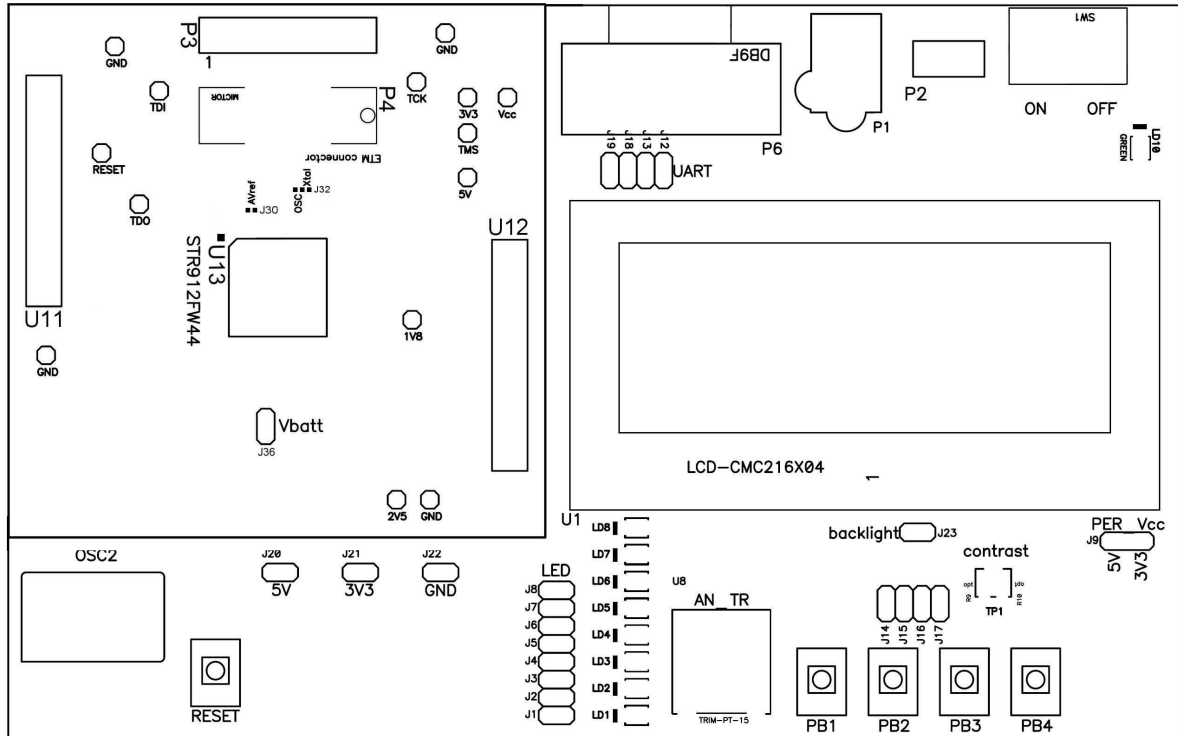 P3
1
GND
GND
TDI
MICTOR
P4
TCK
3V3
Vcc
TMS
ETM connector
RESET
5V
AVref
J30
OSC
Xtal
J32
TDO
U12
STR912FW44
U13
U11
GND
1V8
Vbatt
J36
2V5
GND
DB9F
P6
J19
J18
J13
J12
UART
P1
P2
SW1
ON
OFF
GREEN
LD10
LCD-CMC216X04
1
U1
OSC2
J20
5V
J21
3V3
J22
GND
RESET
LED
J8
J7
J6
J5
J4
J3
J2
J1
LD8
LD7
LD6
LD5
LD4
LD3
LD2
LD1
U8
AN_TR
TRIM-PT-15
backlight
J23
PER Vcc
J9
5V
3V3
contrast
opt
R9
1do
R10
TP1
J14
J15
J16
J17
PB1
PB2
PB3
PB4